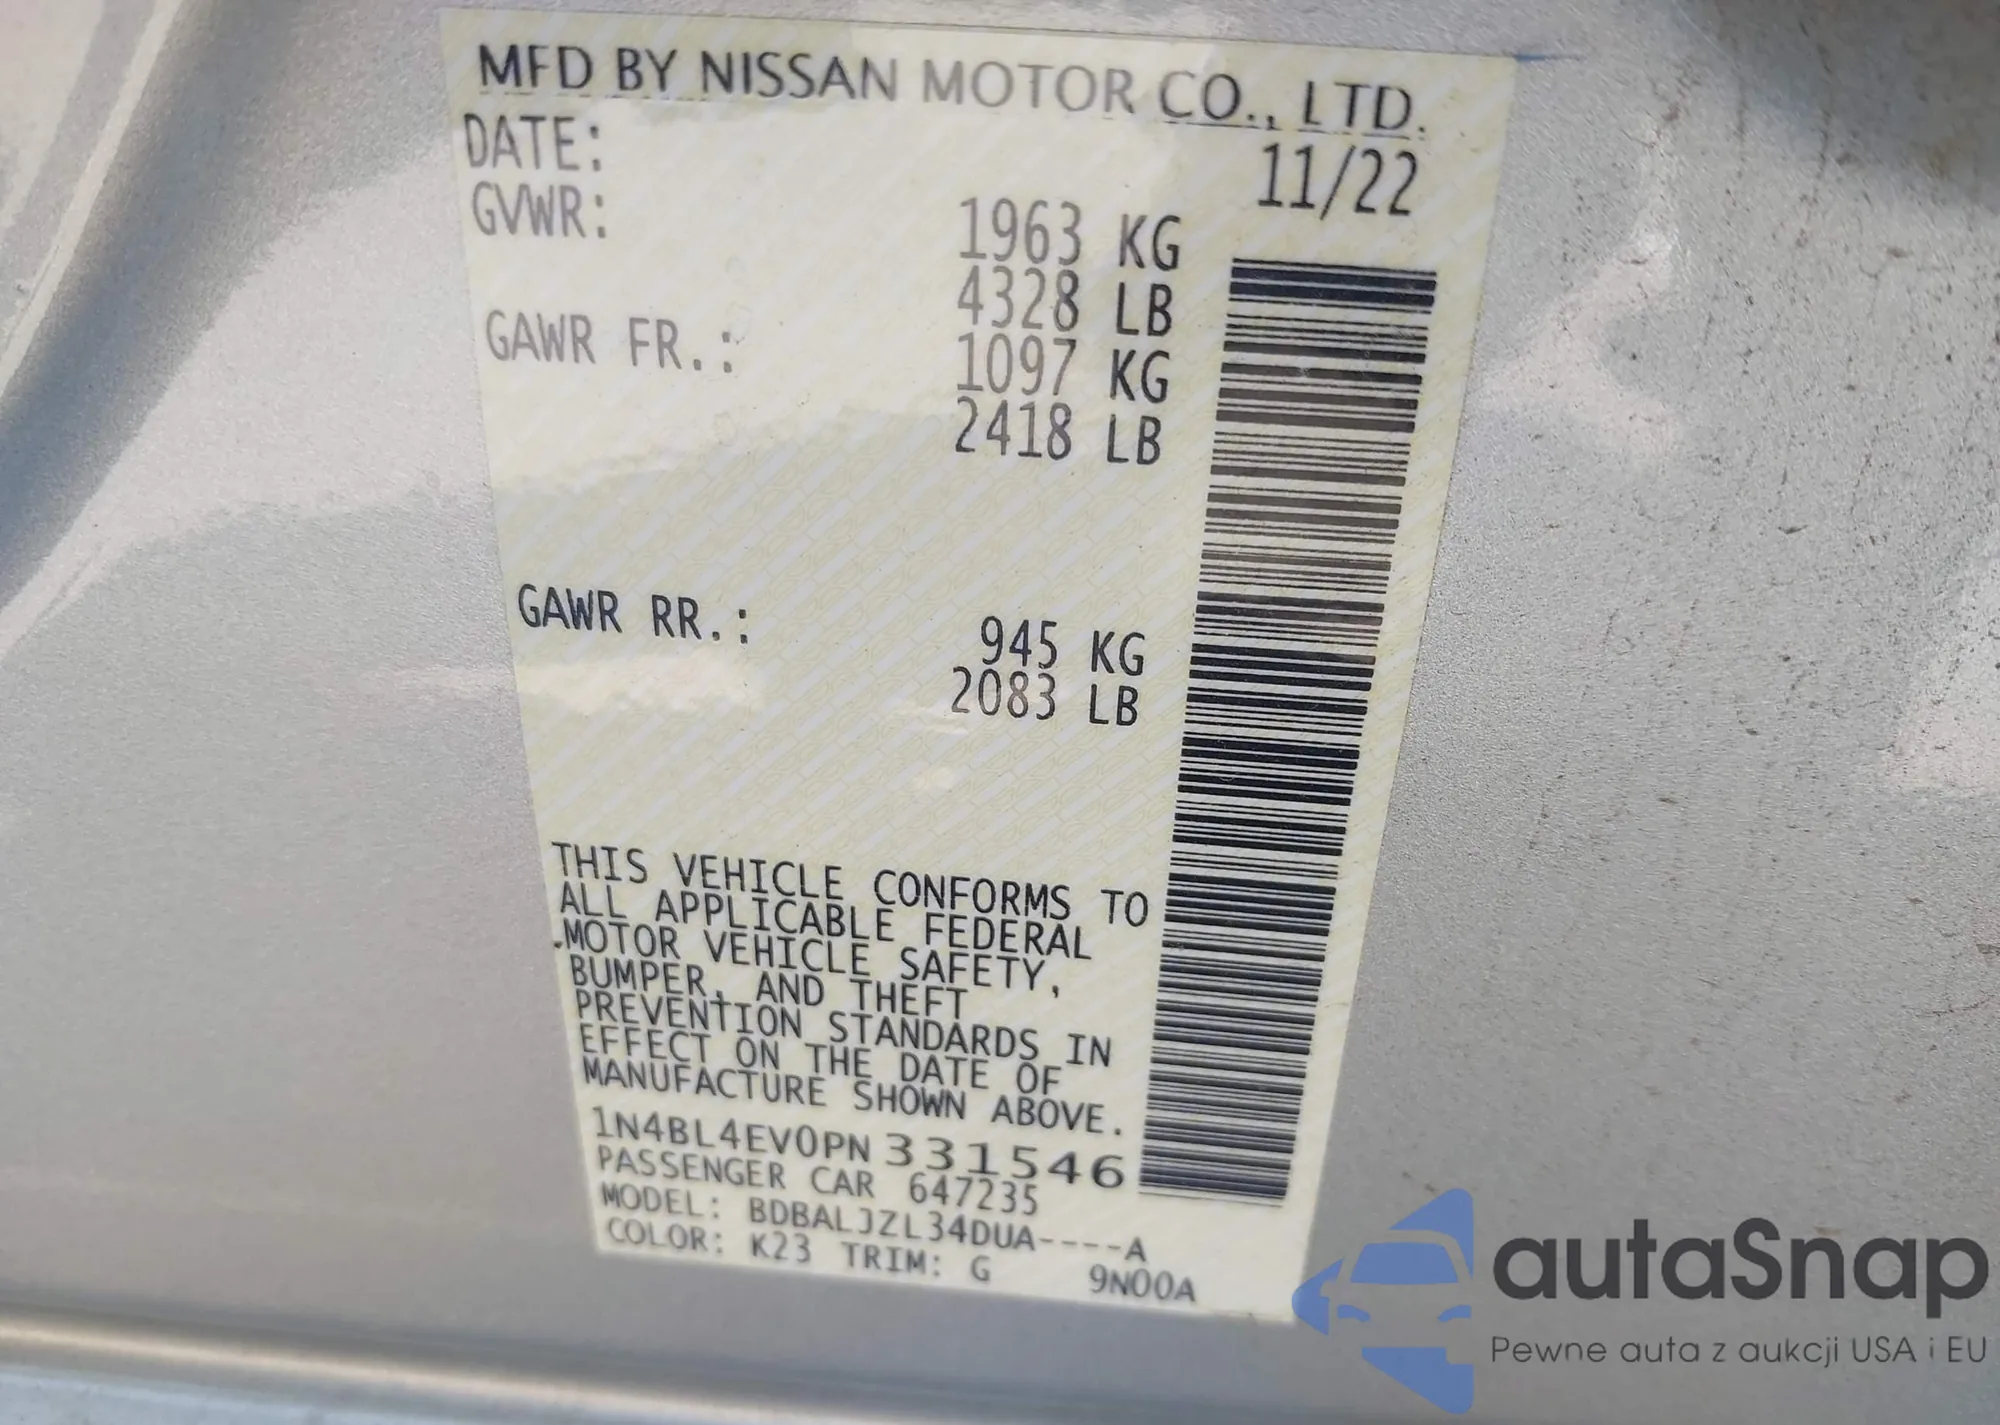 MFD BY NISSAN MOTOR CO., LTD.
DATE: 11/22
GVWR: 1963 KG
4328 LB
GAWR FR.: 1097 KG
2418 LB
GAWR RR.: 945 KG
2083 LB
THIS VEHICLE CONFORMS TO
ALL APPLICABLE FEDERAL
MOTOR VEHICLE SAFETY,
BUMPER, AND THEFT
PREVENTION STANDARDS IN
EFFECT ON THE DATE OF
MANUFACTURE SHOWN ABOVE.
1N4BL4EV0PN331546
PASSENGER CAR 647235
MODEL: BDBALJZL34DUA----A
COLOR: K23 TRIM: G 9N00A
autaSnap
Pewne auta z aukcji USA i EU